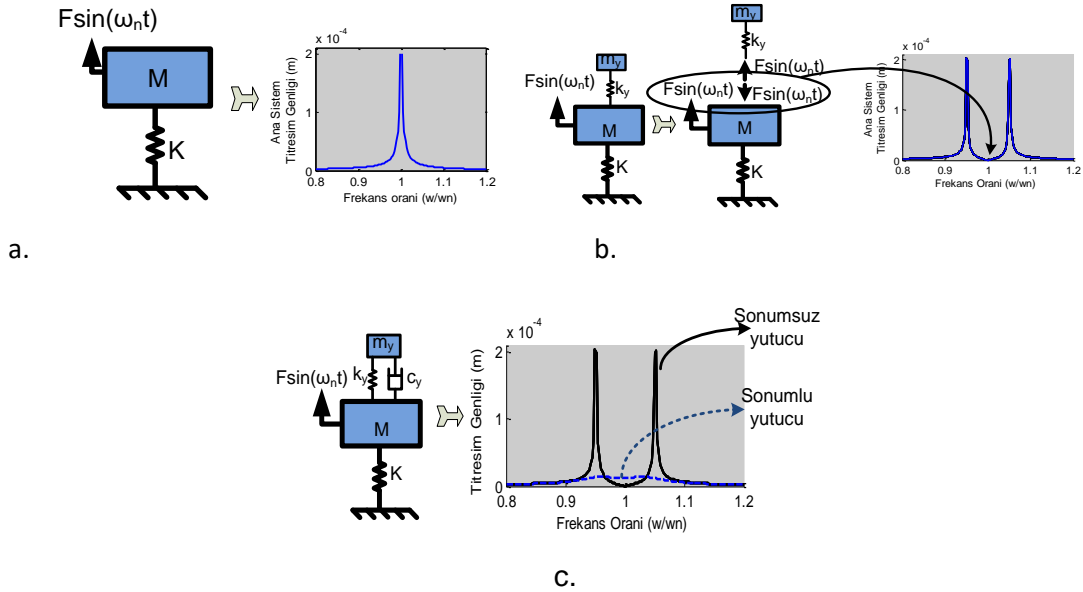 Fsin(ωnt)
M
K
x 10-4
Ana Sistem
Titresim Genligi (m)
2
1
0
0.8
0.9
1
1.1
1.2
Frekans orani (w/wn)
a.
my
ky
Fsin(ωnt)
M
K
my
ky
Fsin(ωnt)
Fsin(ωnt)
Fsin(ωnt)
M
K
x 10-4
Ana Sistem
Titresim Genligi (m)
2
1
0
0.8
0.9
1
1.1
1.2
Frekans Orani (w/wn)
b.
my
ky
cy
Fsin(ωnt)
M
K
x 10-4
Titresim Genligi (m)
2
1
0
0.8
0.9
1
1.1
1.2
Frekans Orani (w/wn)
Sonumsuz
yutucu
Sonumlu
yutucu
c.